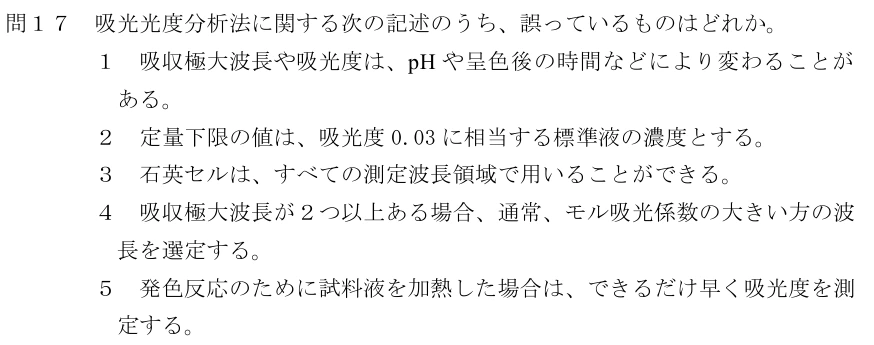 問１７　吸光光度分析法に関する次の記述のうち、誤っているものはどれか。
１　吸収極大波長や吸光度は、pH や呈色後の時間などにより変わることが
ある。
２　定量下限の値は、吸光度 0.03 に相当する標準液の濃度とする。
３　石英セルは、すべての測定波長領域で用いることができる。
４　吸収極大波長が２つ以上ある場合、通常、モル吸光係数の大きい方の波
長を選定する。
５　発色反応のために試料液を加熱した場合は、できるだけ早く吸光度を測
定する。